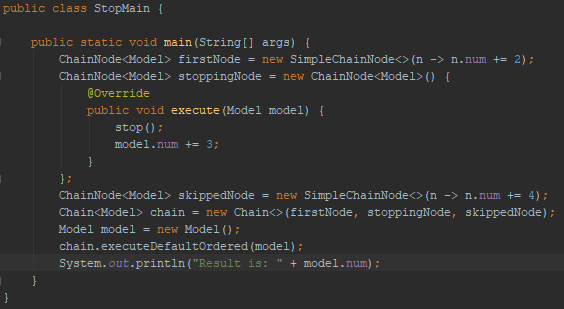 public class StopMain {
    public static void main(String[] args) {
        ChainNode<Model> firstNode = new SimpleChainNode<>(n -> n.num += 2);
        ChainNode<Model> stoppingNode = new ChainNode<Model>() {
            @Override
            public void execute(Model model) {
                stop();
                model.num += 3;
            }
        };
        ChainNode<Model> skippedNode = new SimpleChainNode<>(n -> n.num += 4);
        Chain<Model> chain = new Chain<>(firstNode, stoppingNode, skippedNode);
        Model model = new Model();
        chain.executeDefaultOrdered(model);
        System.out.println("Result is: " + model.num);
    }
}